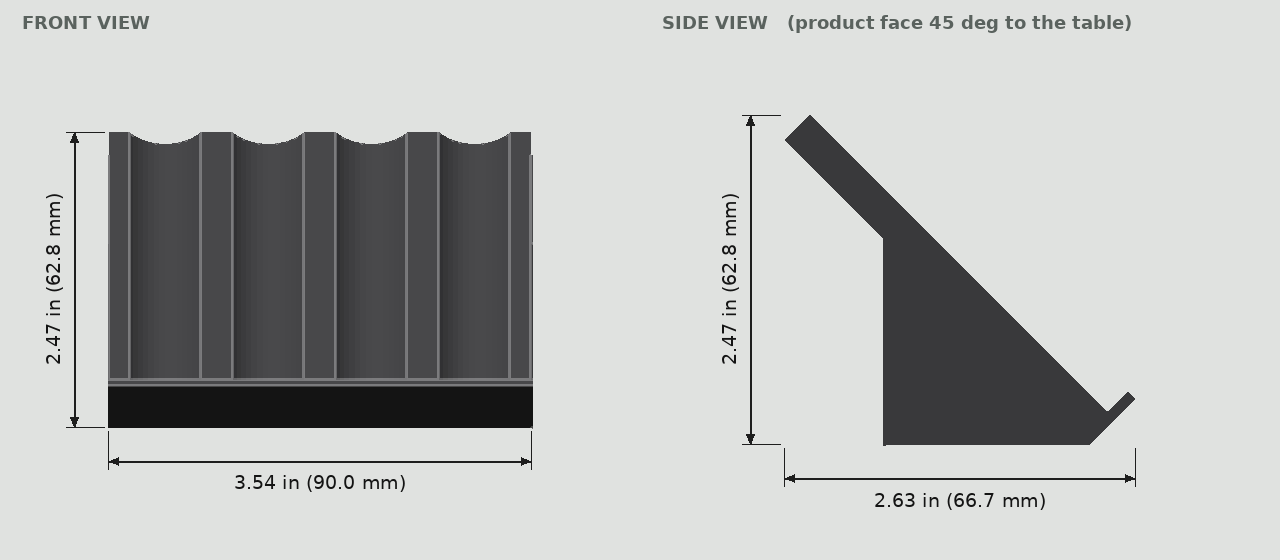 FRONT VIEW
SIDE VIEW (product face 45 deg to the table)
2.47 in (62.8 mm)
3.54 in (90.0 mm)
2.47 in (62.8 mm)
2.63 in (66.7 mm)